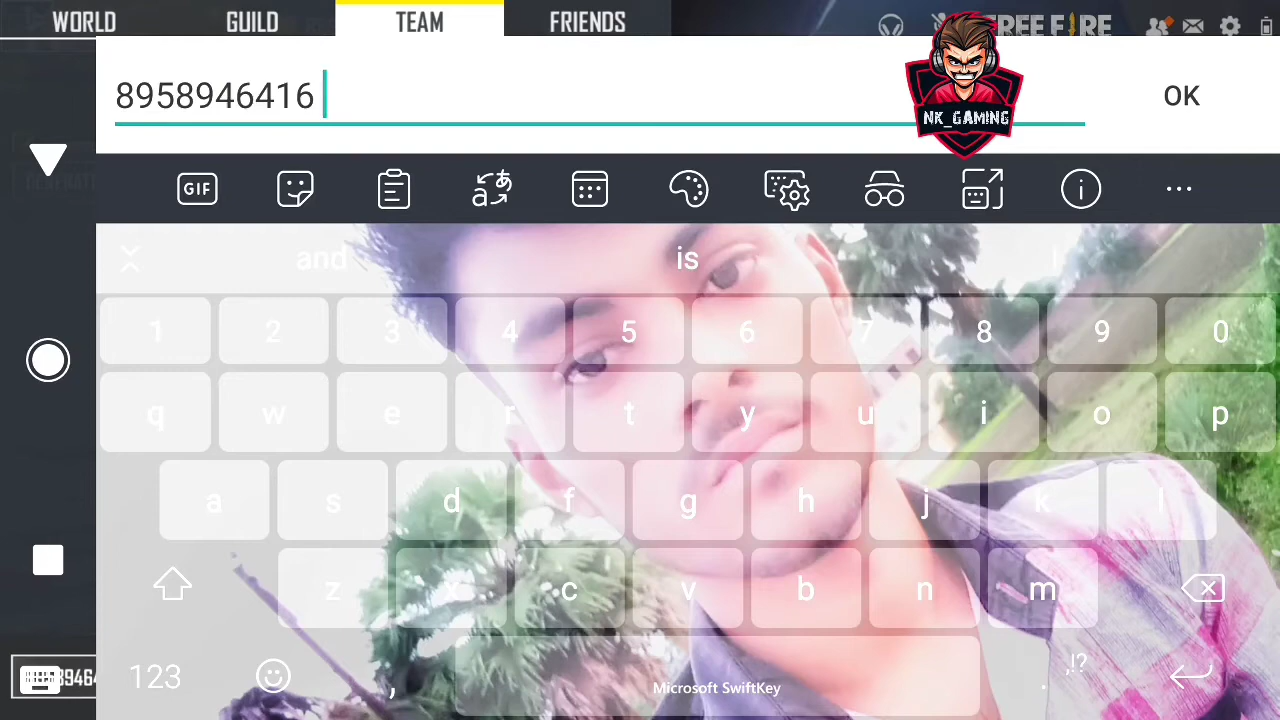 WORLD GUILD TEAM FRIENDS
FREE FIRE
8958946416
OK
NK_GAMING
GIF
and is I
1 2 3 4 5 6 7 8 9 0
q w e r t y u i o p
a s d f g h j k l
z x c v b n m
123 , Microsoft SwiftKey . ,!?